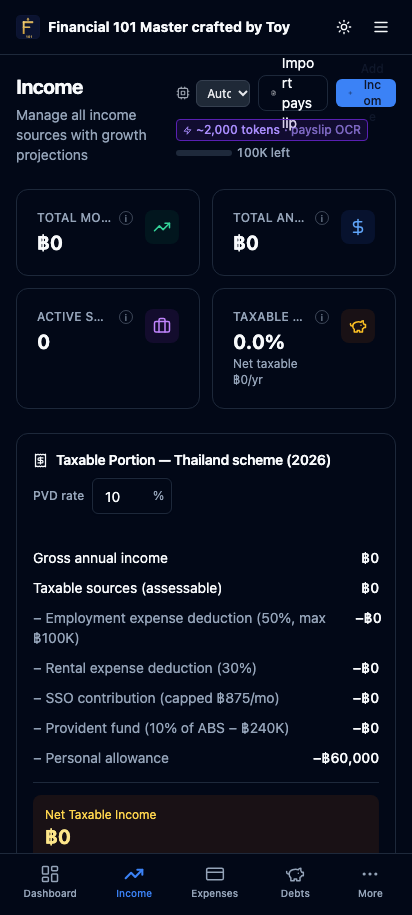 Financial 101 Master crafted by Toy
Income
Manage all income
sources with growth
projections
Auto
Impo
rt
pays
lip
Add
Inc
om
e
~2,000 tokens · payslip OCR
100K left
TOTAL MO...
฿0
TOTAL AN...
฿0
ACTIVE S...
0
TAXABLE ...
0.0%
Net taxable
฿0/yr
Taxable Portion — Thailand scheme (2026)
PVD rate 10 %
Gross annual income ฿0
Taxable sources (assessable) ฿0
− Employment expense deduction (50%, max −฿0
฿100K)
− Rental expense deduction (30%) −฿0
− SSO contribution (capped ฿875/mo) −฿0
− Provident fund (10% of ABS − ฿240K) −฿0
− Personal allowance −฿60,000
Net Taxable Income
฿0
Dashboard Income Expenses Debts More